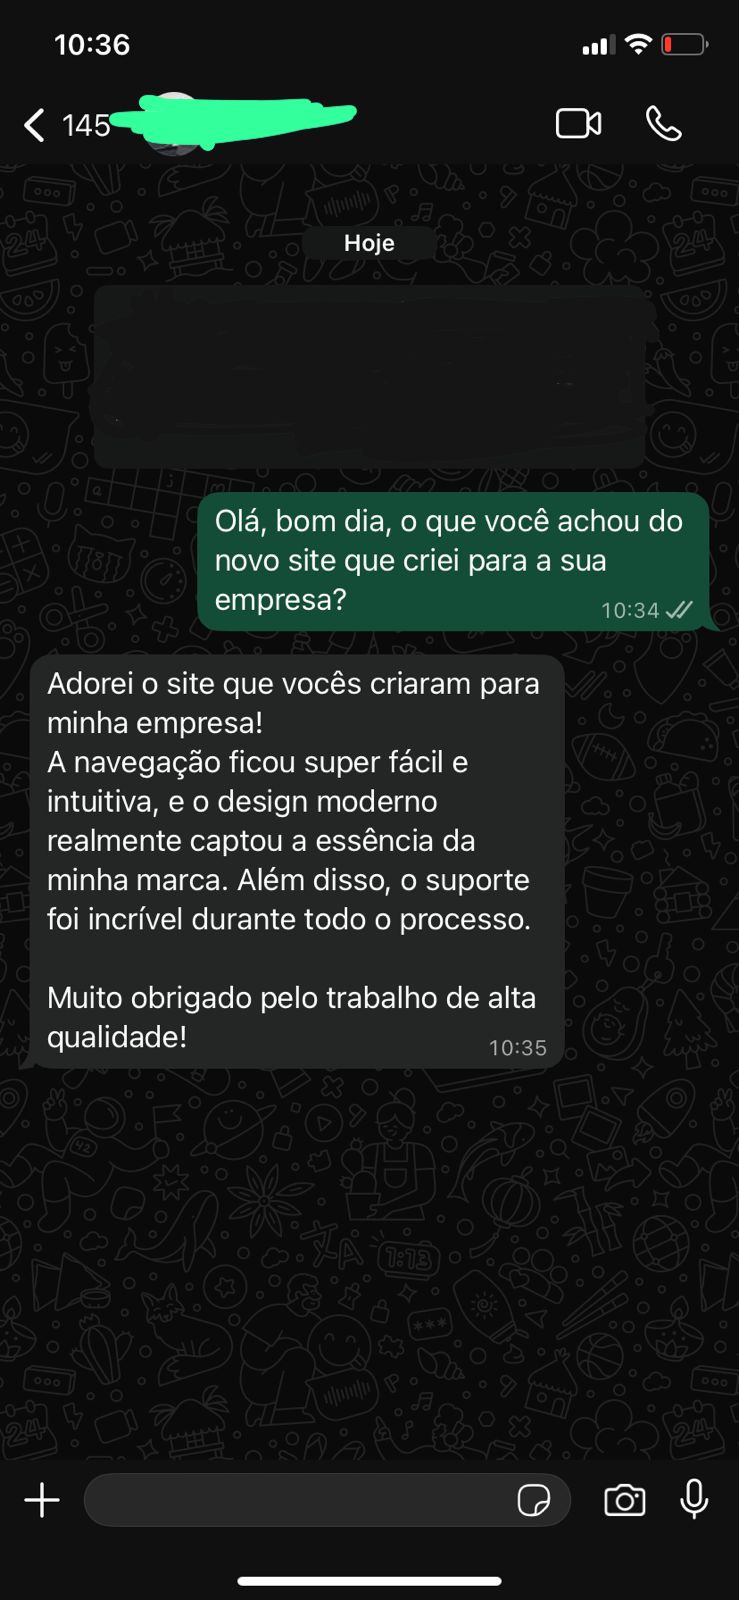 10:36
145
Hoje
Olá, bom dia, o que você achou do
novo site que criei para a sua
empresa?
10:34
Adorei o site que vocês criaram para
minha empresa!
A navegação ficou super fácil e
intuitiva, e o design moderno
realmente captou a essência da
minha marca. Além disso, o suporte
foi incrível durante todo o processo.
Muito obrigado pelo trabalho de alta
qualidade!
10:35